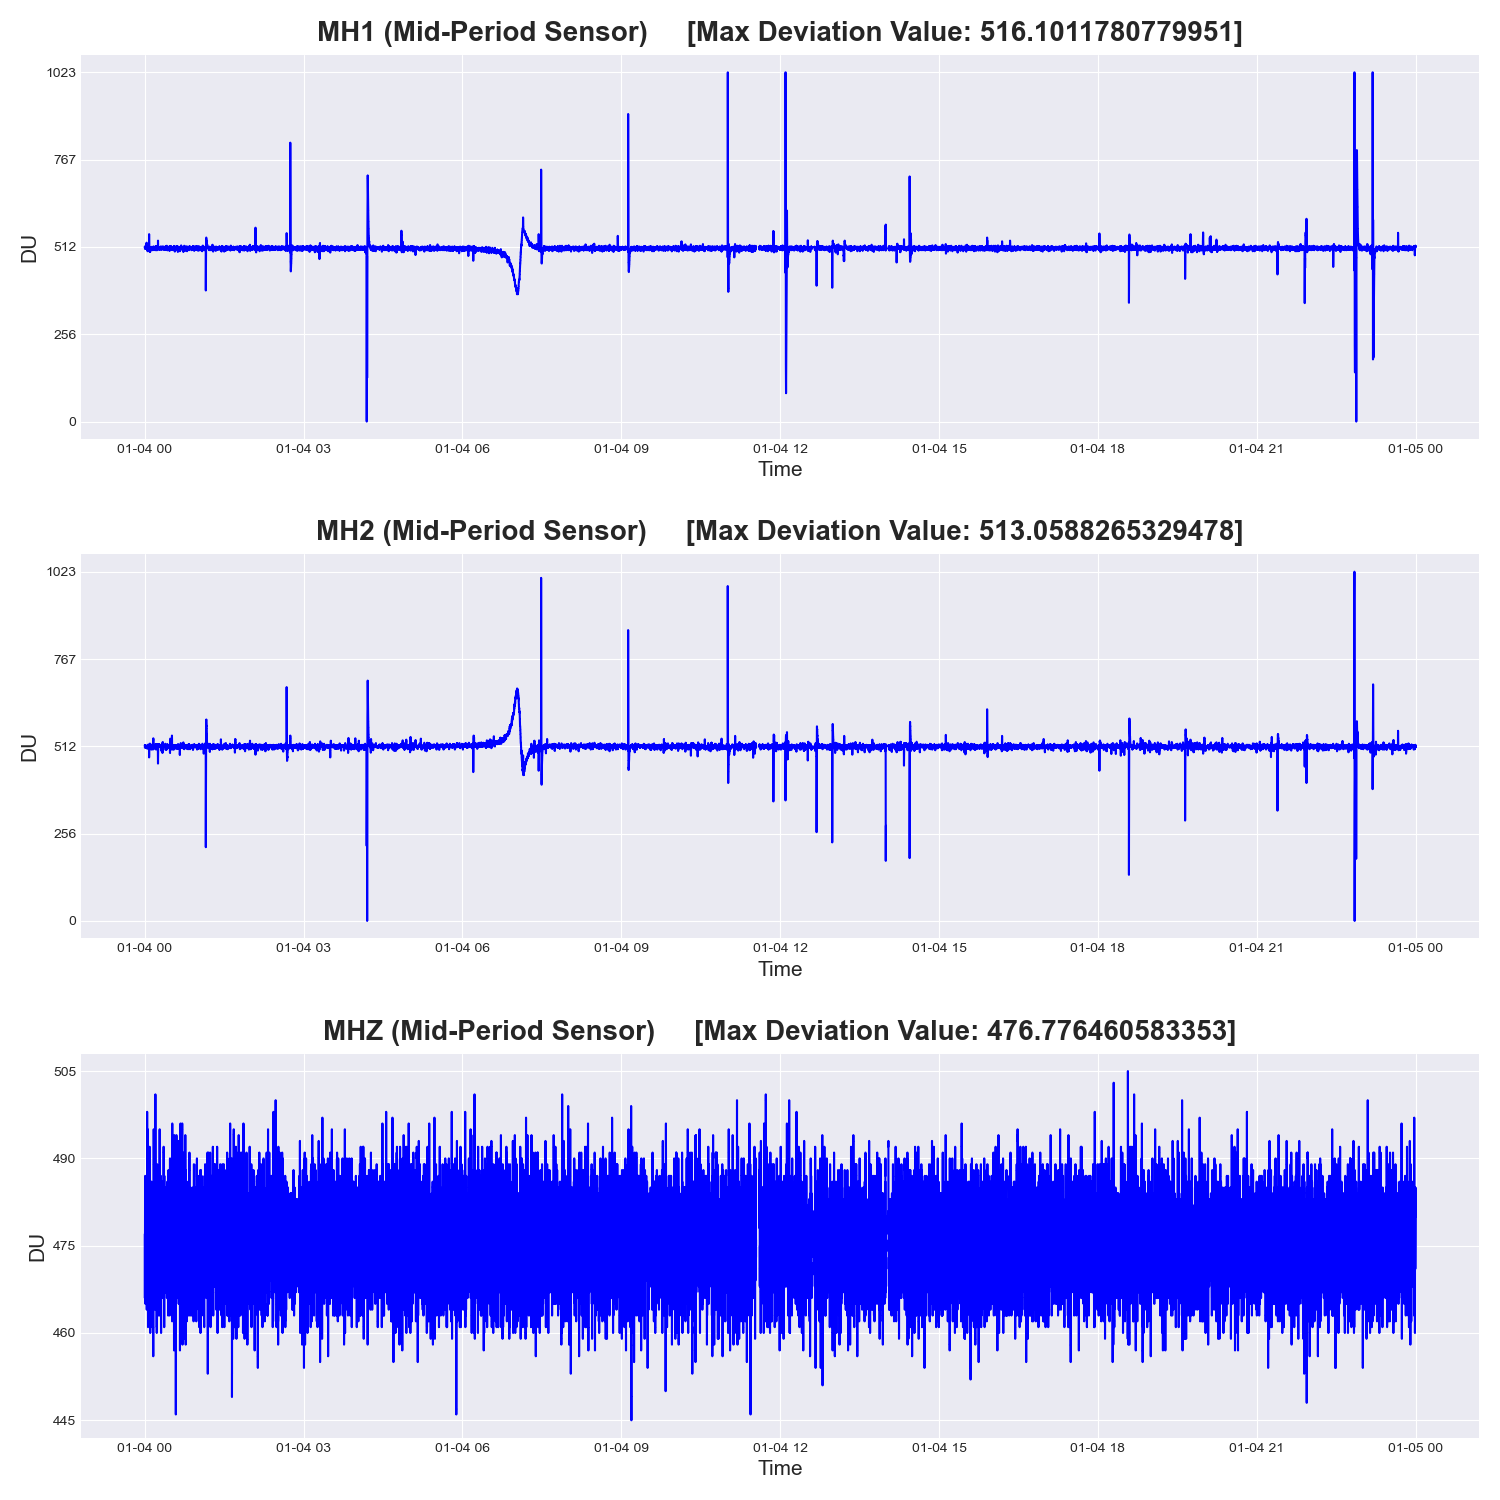 MH1 (Mid-Period Sensor) [Max Deviation Value: 516.1011780779951]
1023
767
512
256
0
DU
01-04 00 01-04 03 01-04 06 01-04 09 01-04 12 01-04 15 01-04 18 01-04 21 01-05 00
Time
MH2 (Mid-Period Sensor) [Max Deviation Value: 513.0588265329478]
1023
767
512
256
0
DU
01-04 00 01-04 03 01-04 06 01-04 09 01-04 12 01-04 15 01-04 18 01-04 21 01-05 00
Time
MHZ (Mid-Period Sensor) [Max Deviation Value: 476.776460583353]
505
490
475
460
445
DU
01-04 00 01-04 03 01-04 06 01-04 09 01-04 12 01-04 15 01-04 18 01-04 21 01-05 00
Time